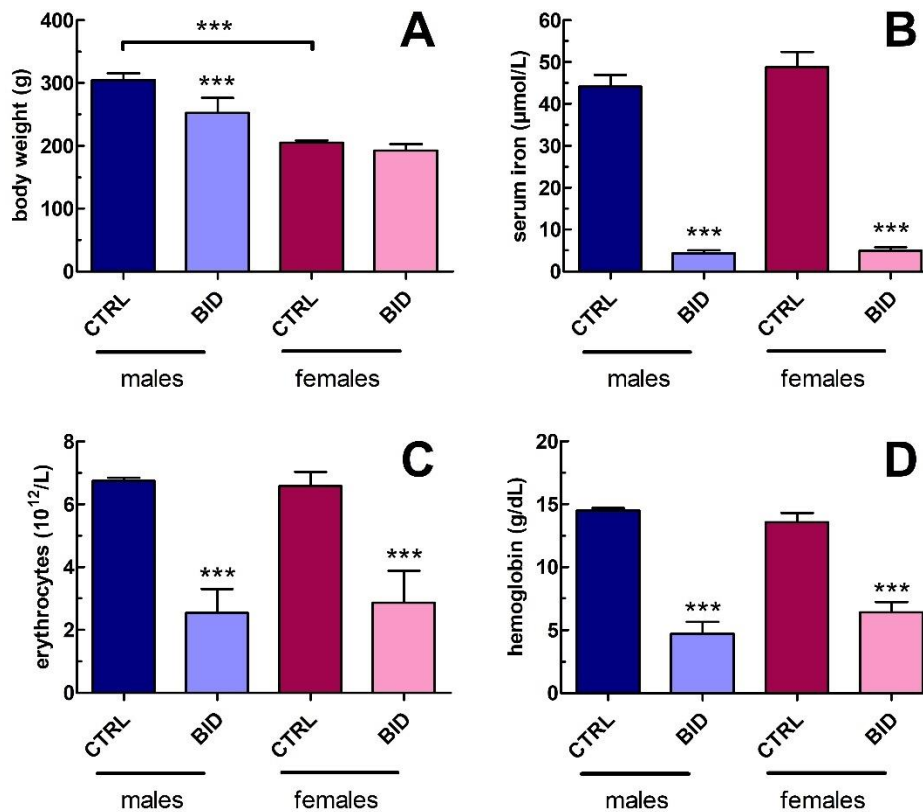 A
body weight (g)
400
300
200
100
0
***
***
CTRL
BID
CTRL
BID
males
females
B
serum iron (µmol/L)
60
50
40
30
20
10
0
***
***
CTRL
BID
CTRL
BID
males
females
C
erythrocytes (10⁻¹²/L)
8
6
4
2
0
***
***
CTRL
BID
CTRL
BID
males
females
D
hemoglobin (g/dL)
20
15
10
5
0
***
***
CTRL
BID
CTRL
BID
males
females